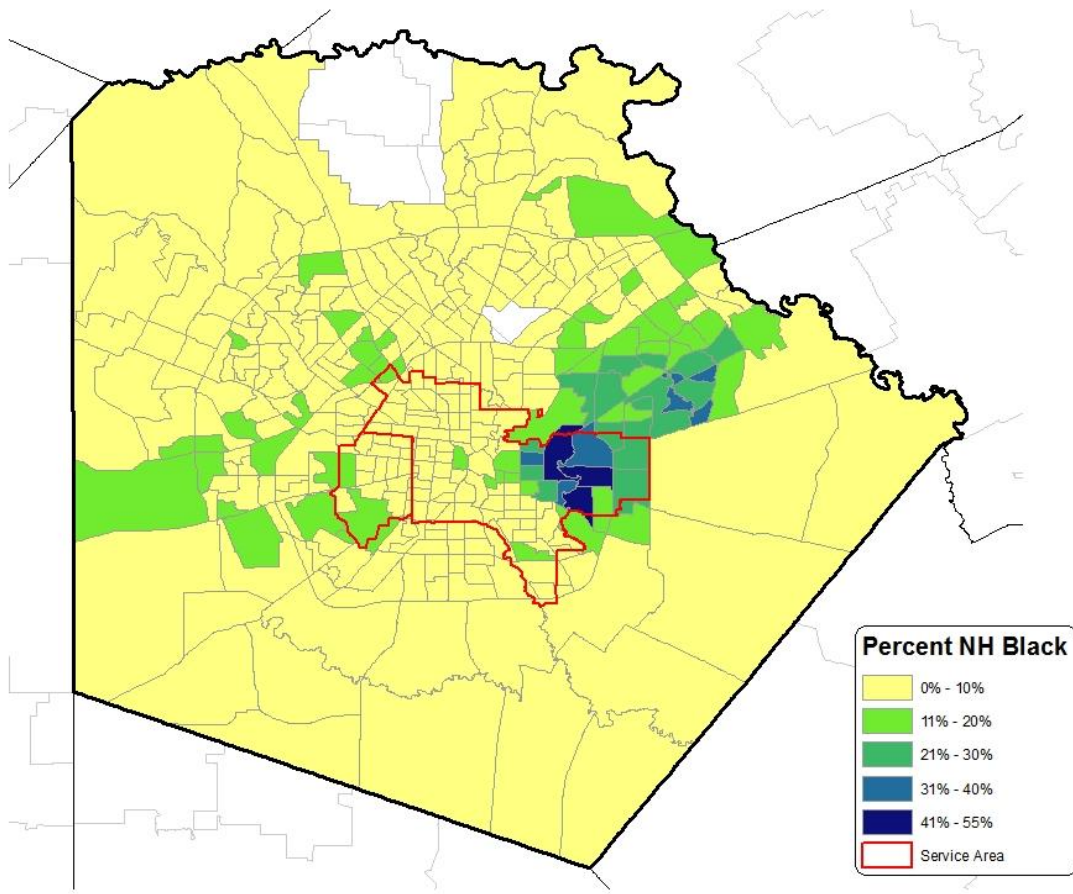 Percent NH Black
0% - 10%
11% - 20%
21% - 30%
31% - 40%
41% - 55%
Service Area